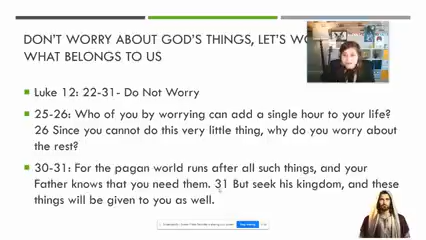 DON'T WORRY ABOUT GOD'S THINGS, LET'S WO
WHAT BELONGS TO US
Luke 12: 22-31- Do Not Worry
25-26: Who of you by worrying can add a single hour to your life?
26 Since you cannot do this very little thing, why do you worry about
the rest?
30-31: For the pagan world runs after all such things, and your
Father knows that you need them. 31 But seek his kingdom, and these
things will be given to you as well.